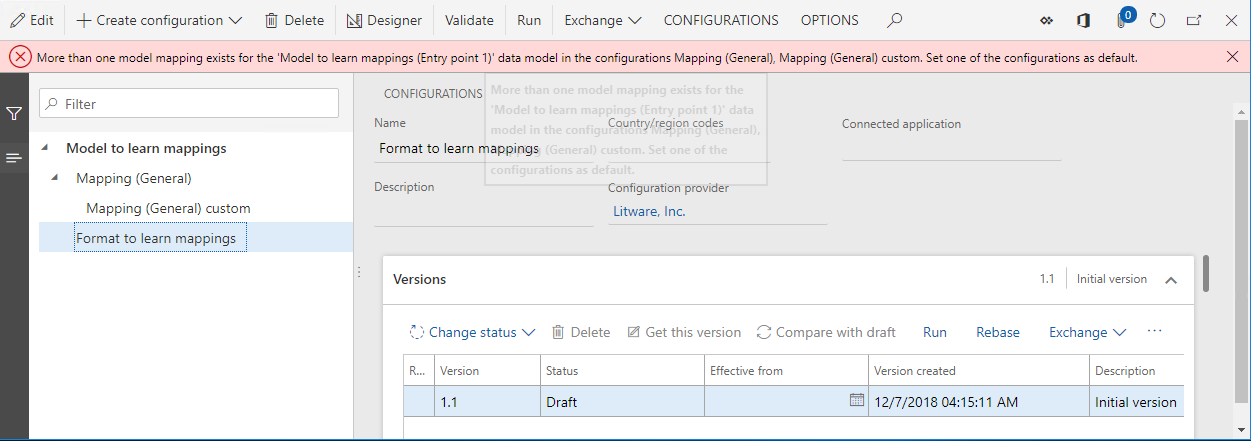 Edit Create configuration Delete Designer Validate Run Exchange CONFIGURATIONS OPTIONS 0
More than one model mapping exists for the 'Model to learn mappings (Entry point 1)' data model in the configurations Mapping (General), Mapping (General) custom. Set one of the configurations as default.
Filter
Model to learn mappings
Mapping (General)
Mapping (General) custom
Format to learn mappings
CONFIGURATIONS
More than one model mapping exists for the
'Model to learn mappings (Entry point 1)' data
model in the configurations Mapping (General),
Mapping (General) custom. Set one of the
configurations as default.
Name Country/region codes Connected application
Format to learn mappings
Description Configuration provider
Litware, Inc.
Versions 1.1 Initial version
Change status Delete Get this version Compare with draft Run Rebase Exchange ...
R... Version Status Effective from Version created Description
1.1 Draft 12/7/2018 04:15:11 AM Initial version